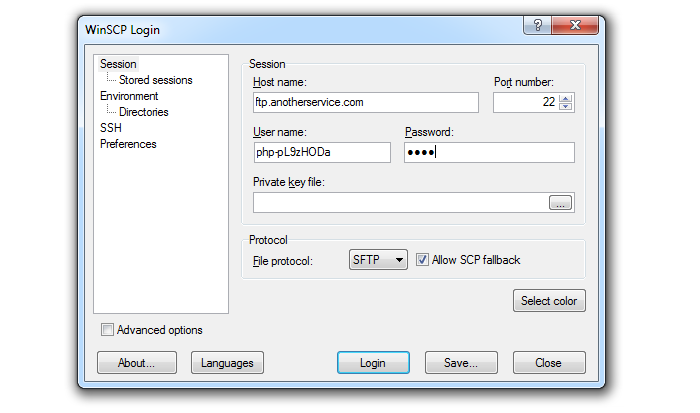 WinSCP Login
Session
Stored sessions
Environment
Directories
SSH
Preferences
Session
Host name:
Port number:
ftp.anotherservice.com
22
User name:
Password:
php-pL9zHODa
●●●●
Private key file:
...
Protocol
File protocol:
SFTP
Allow SCP fallback
Select color
Advanced options
About...
Languages
Login
Save...
Close